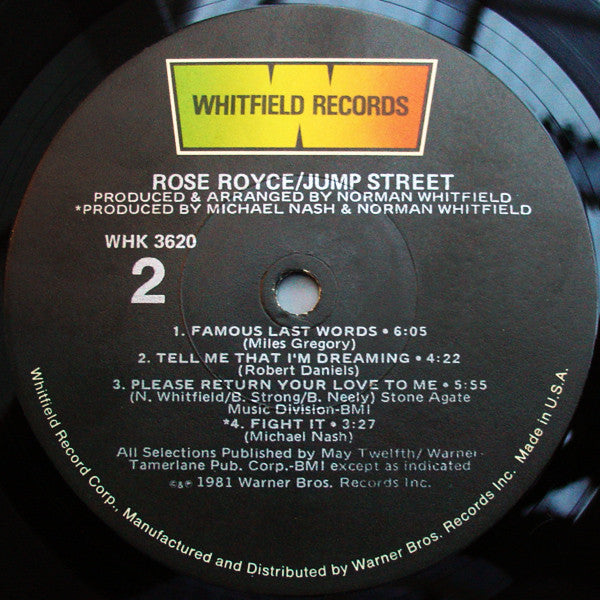 WHITFIELD RECORDS
ROSE ROYCE/JUMP STREET
PRODUCED & ARRANGED BY NORMAN WHITFIELD
*PRODUCED BY MICHAEL NASH & NORMAN WHITFIELD
WHK 3620
2
1. FAMOUS LAST WORDS • 6:05
(Miles Gregory)
2. TELL ME THAT I'M DREAMING • 4:22
(Robert Daniels)
3. PLEASE RETURN YOUR LOVE TO ME • 5:55
(N. Whitfield/B. Strong/B. Neely) Stone Agate
Music Division-BMI
*4. FIGHT IT • 3:27
(Michael Nash)
All Selections Published by May Twelfth/Warner-
Tamerlane Pub. Corp.-BMI except as indicated
©&℗ 1981 Warner Bros. Records Inc.
Whitfield Record Corp., Manufactured and Distributed by Warner Bros. Records Inc. Made in U.S.A.